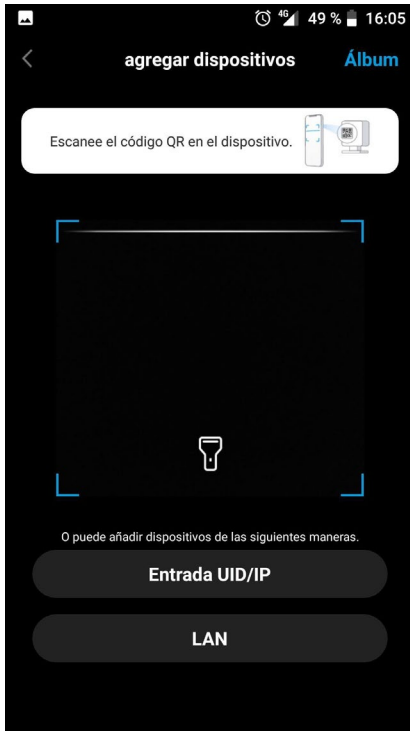 4G 49 % 16:05
agregar dispositivos Álbum
Escanee el código QR en el dispositivo.
O puede añadir dispositivos de las siguientes maneras.
Entrada UID/IP
LAN